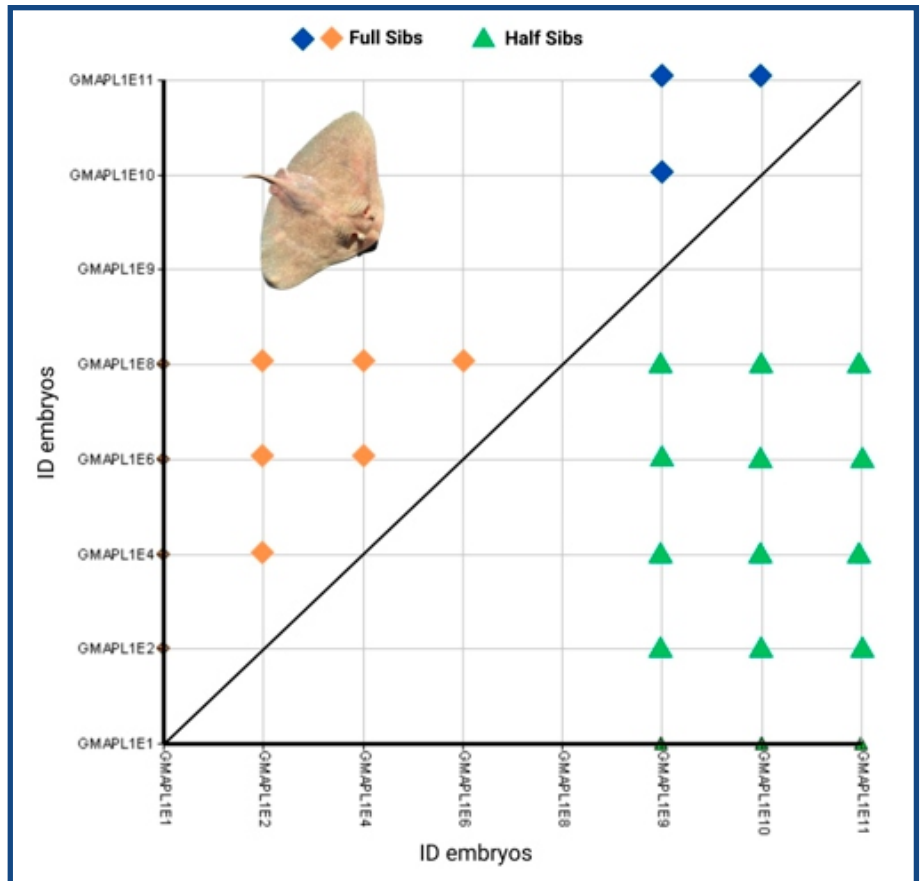 Full Sibs
Half Sibs
GMAPL1E11
GMAPL1E10
GMAPL1E9
GMAPL1E8
GMAPL1E6
GMAPL1E4
GMAPL1E2
GMAPL1E1
ID embryos
GMAPL1E1
GMAPL1E2
GMAPL1E4
GMAPL1E6
GMAPL1E8
GMAPL1E9
GMAPL1E10
GMAPL1E11
ID embryos